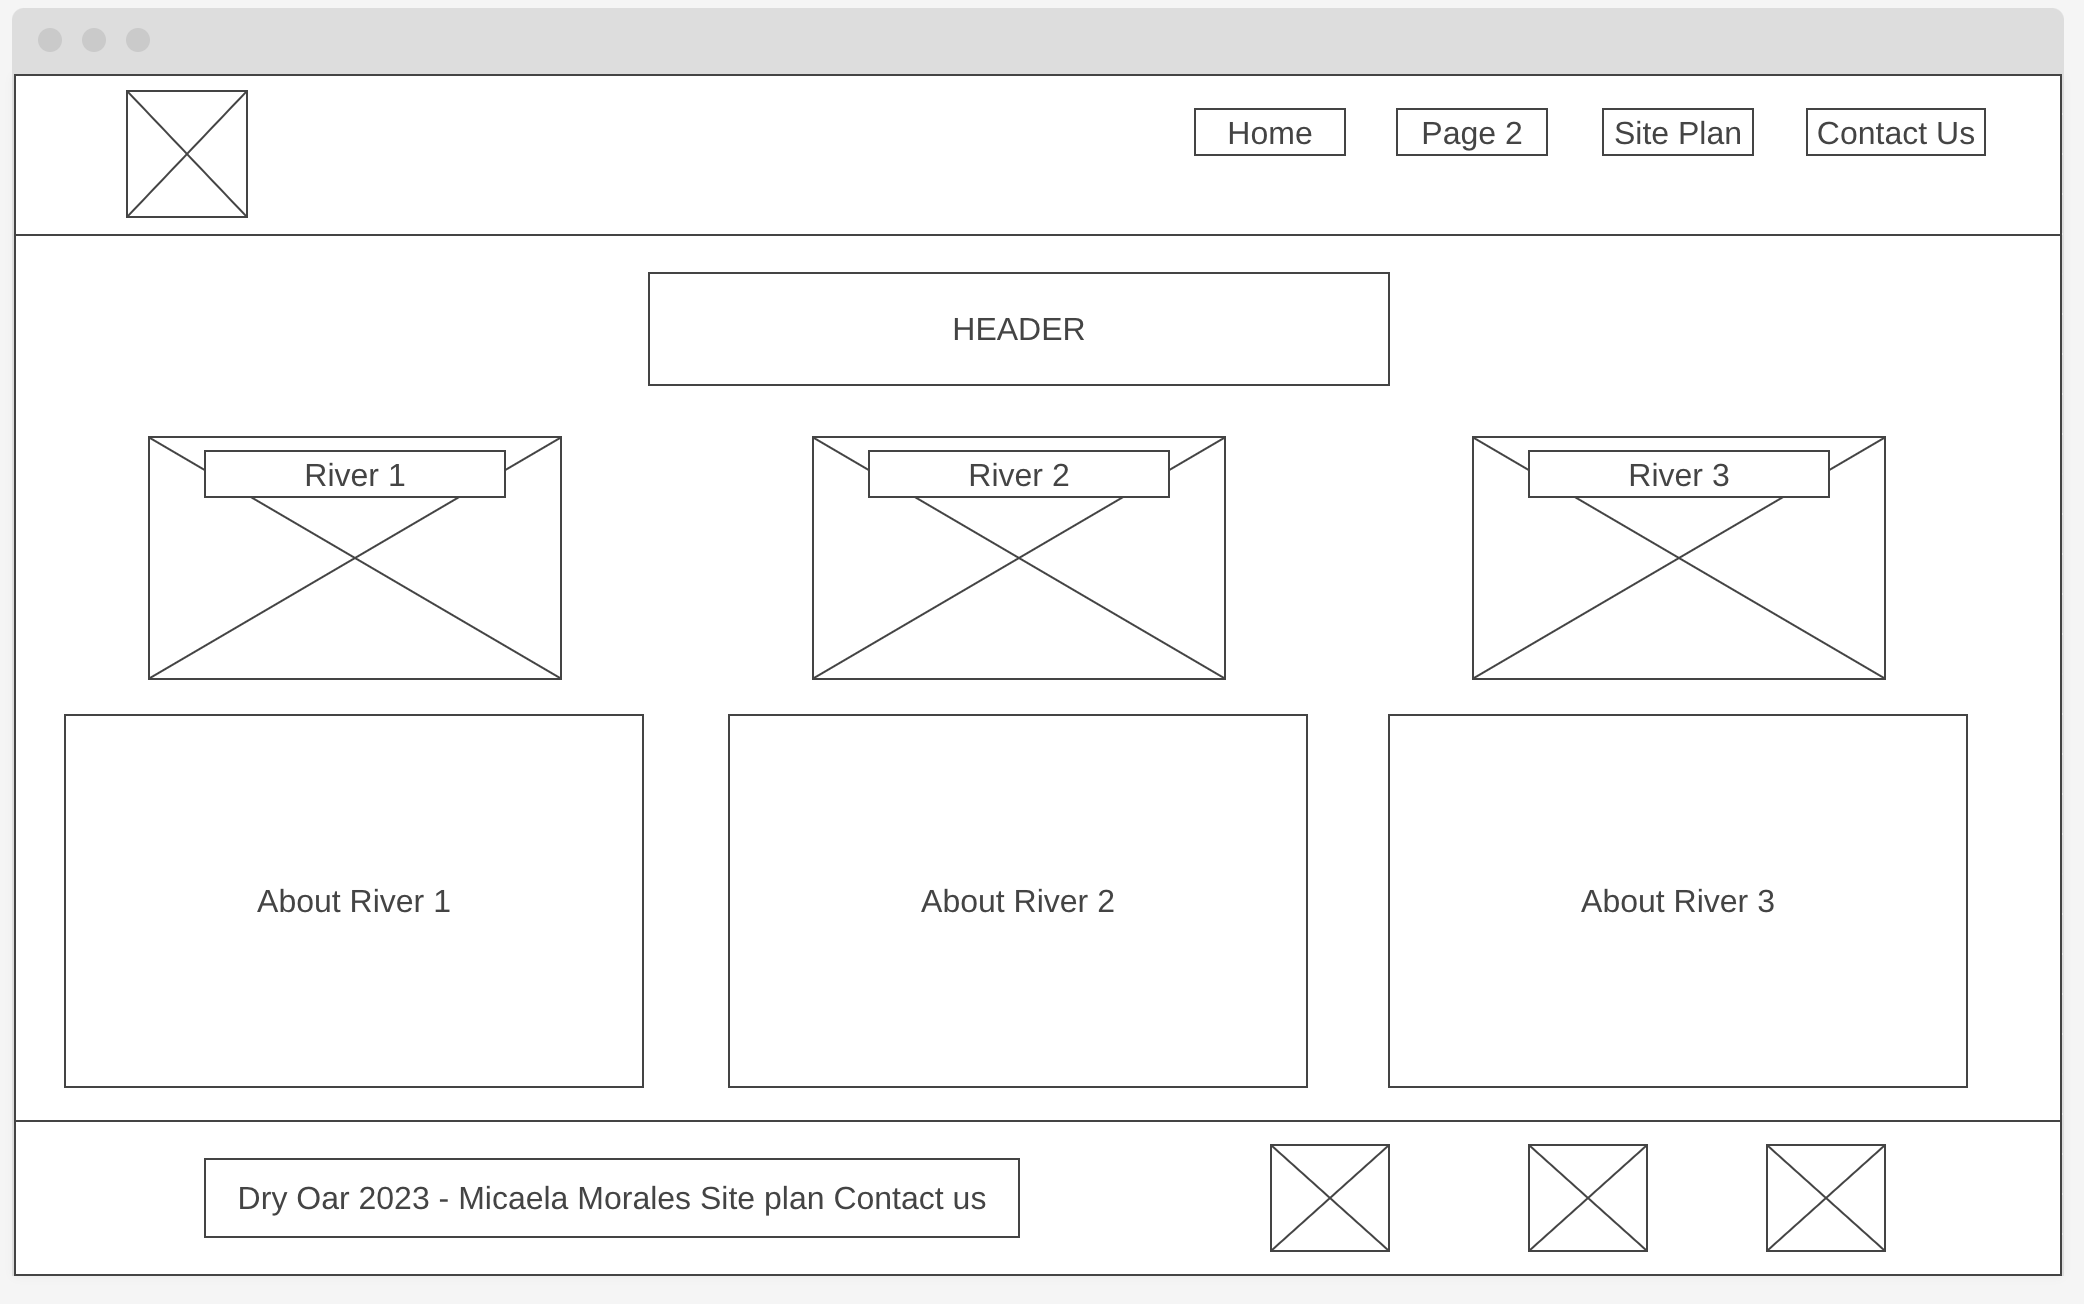 Home
Page 2
Site Plan
Contact Us
HEADER
River 1
River 2
River 3
About River 1
About River 2
About River 3
Dry Oar 2023 - Micaela Morales Site plan Contact us